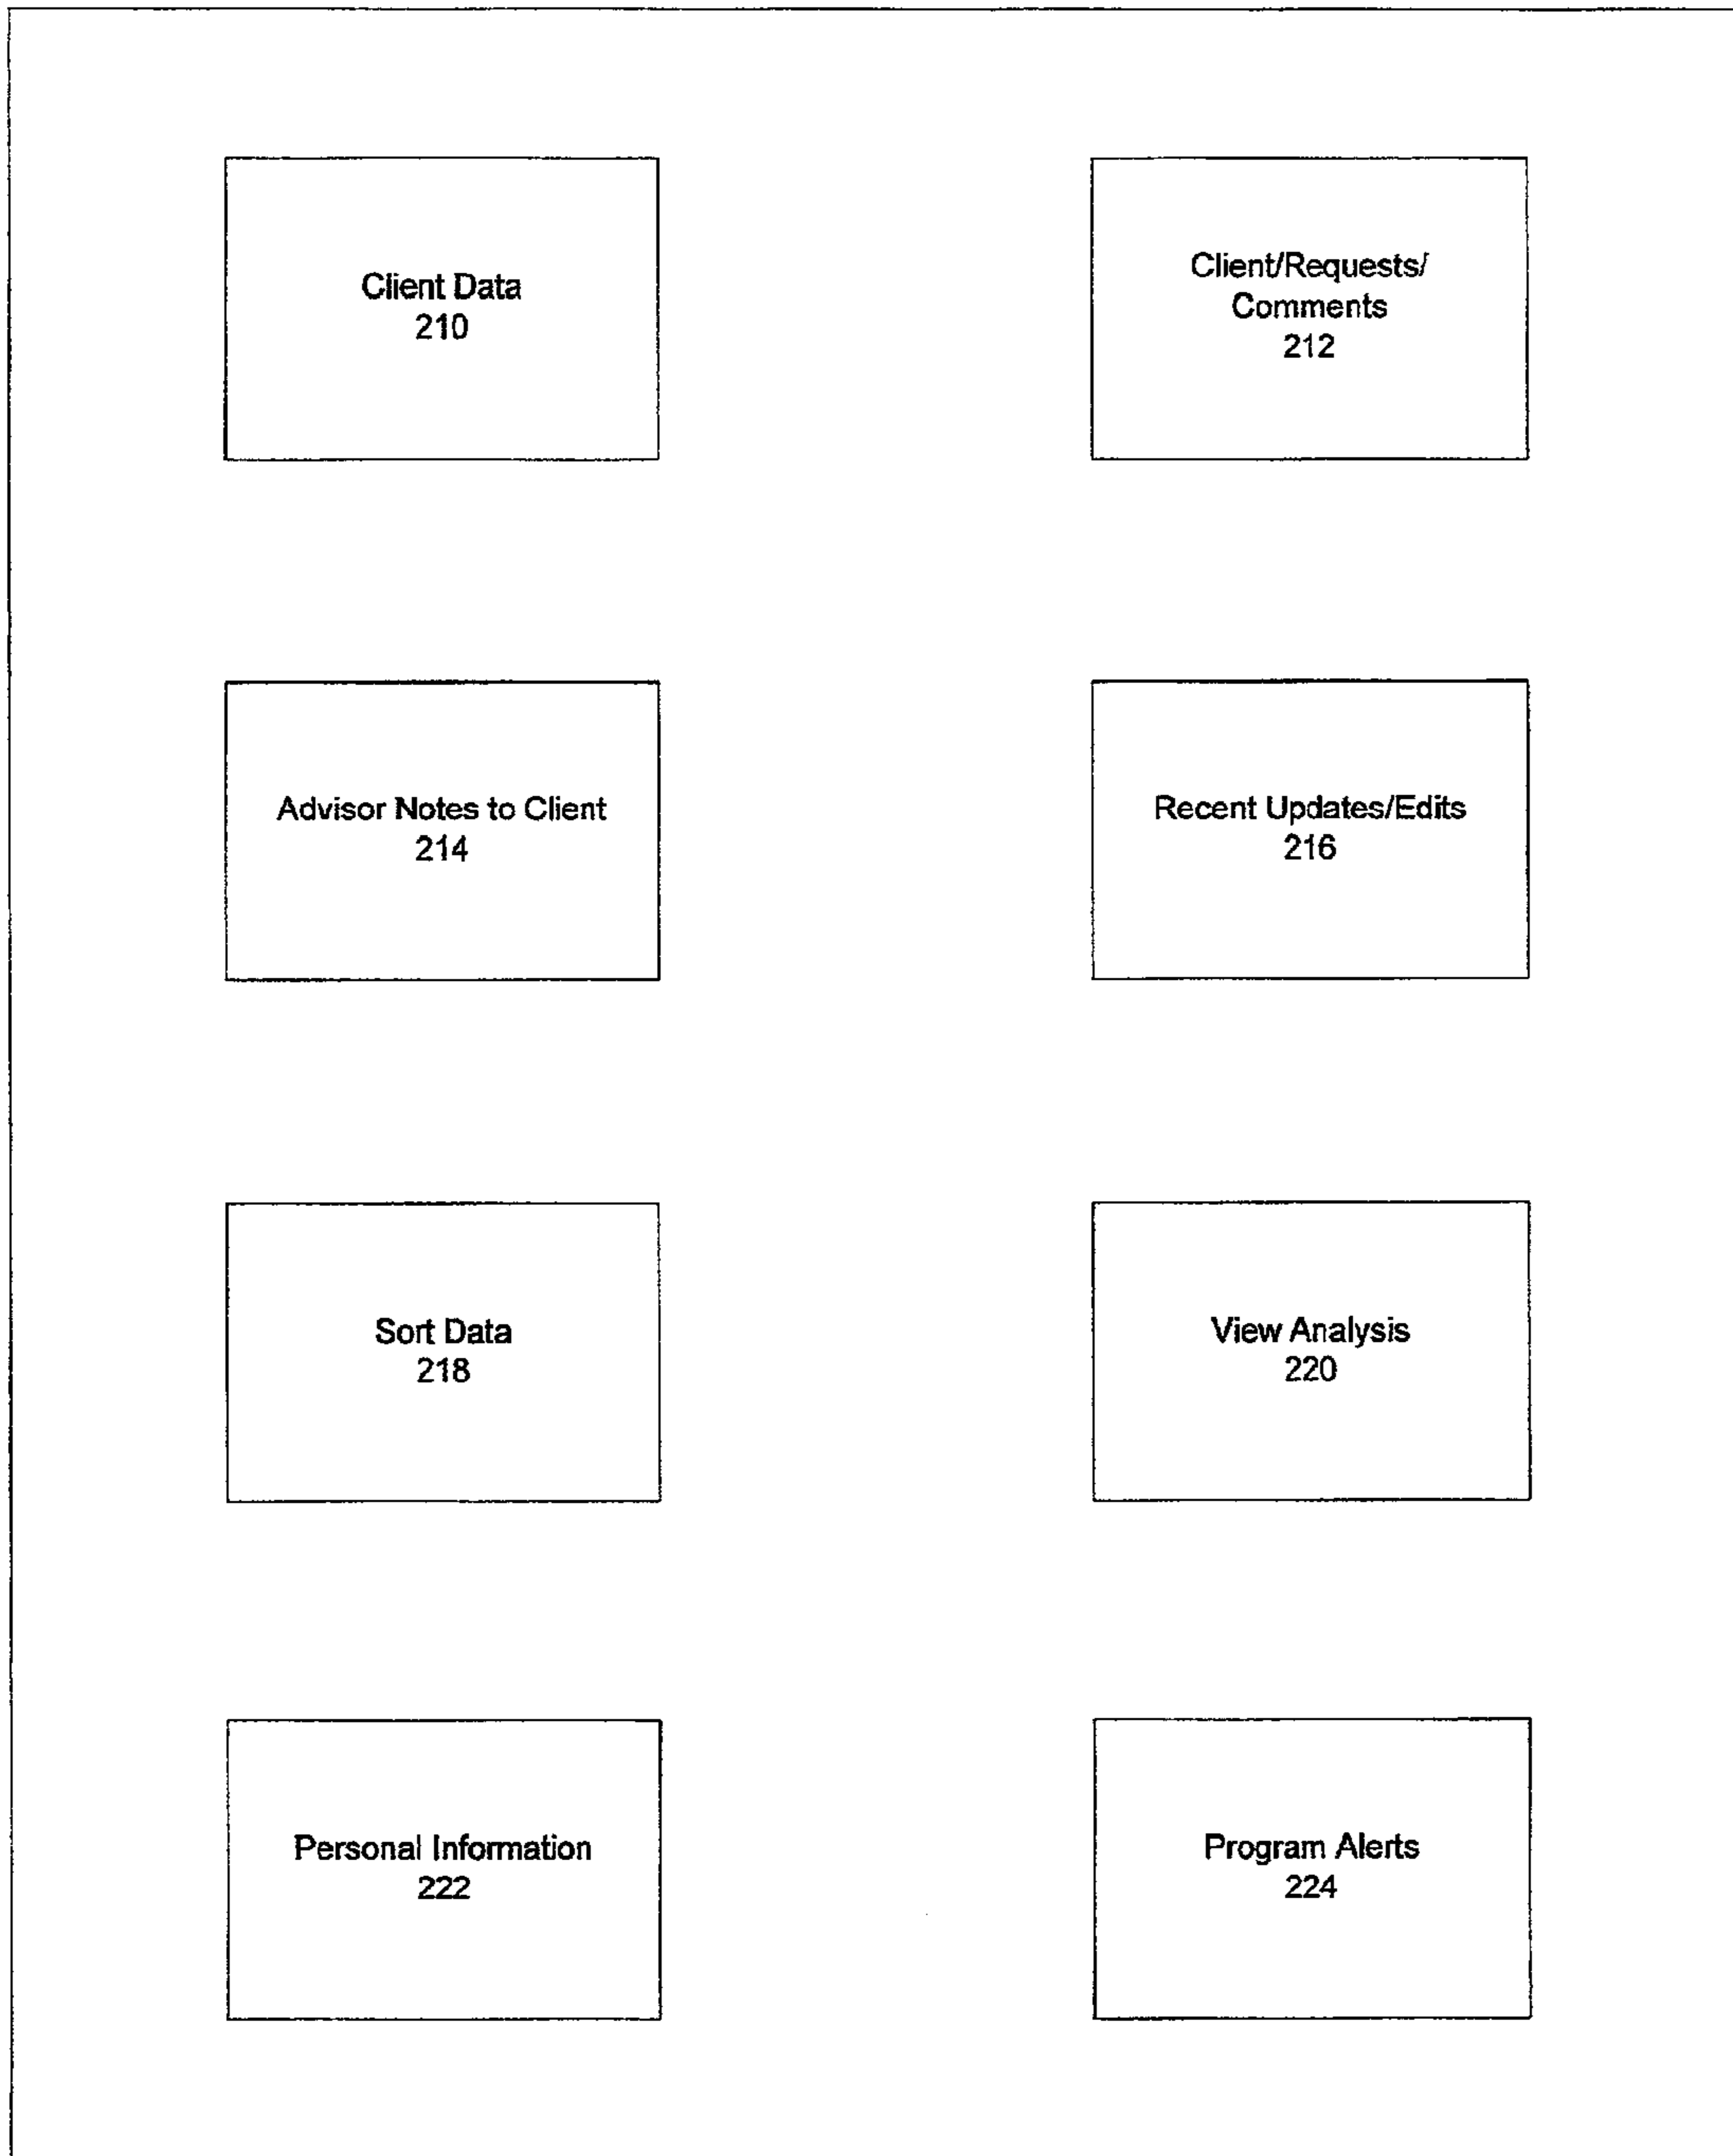 Client Data
210
Client/Requests/
Comments
212
Advisor Notes to Client
214
Recent Updates/Edits
216
Sort Data
218
View Analysis
220
Personal Information
222
Program Alerts
224